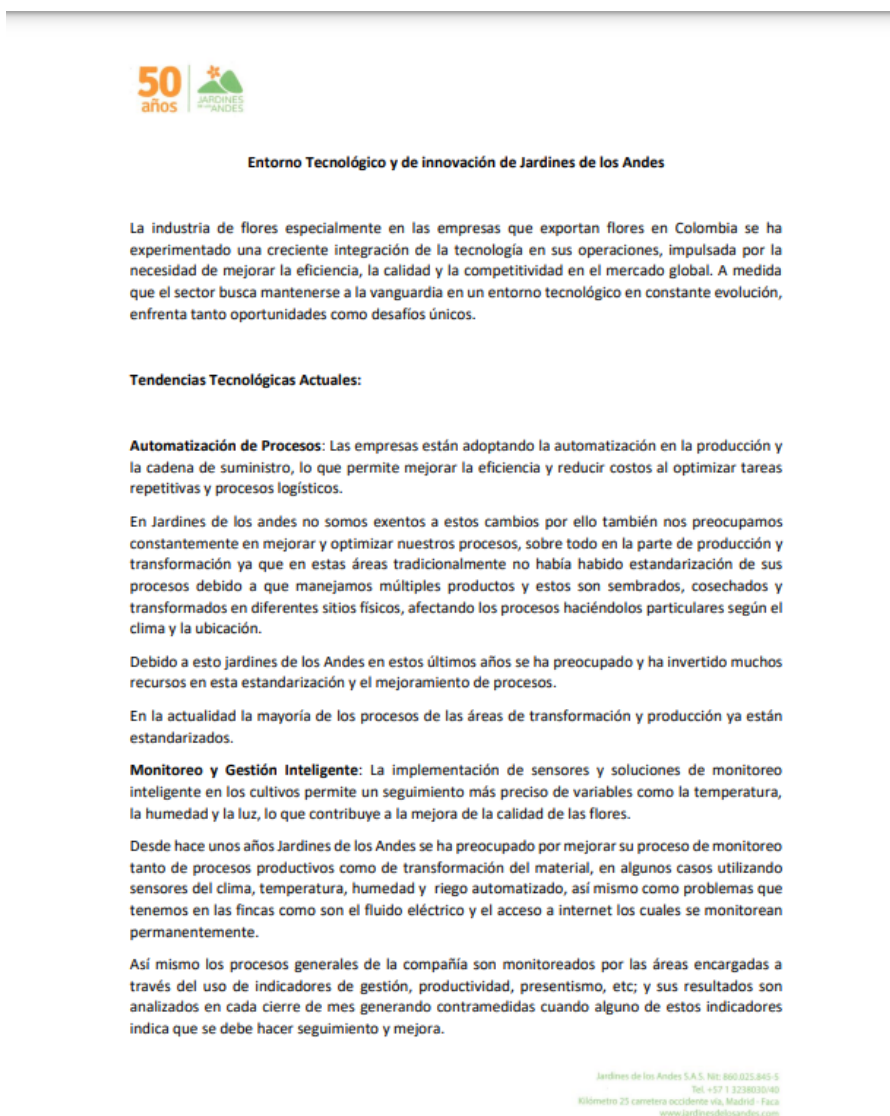 50
años
JARDINES
DE LOS ANDES
Entorno Tecnológico y de innovación de Jardines de los Andes
La industria de flores especialmente en las empresas que exportan flores en Colombia se ha
experimentado una creciente integración de la tecnología en sus operaciones, impulsada por la
necesidad de mejorar la eficiencia, la calidad y la competitividad en el mercado global. A medida
que el sector busca mantenerse a la vanguardia en un entorno tecnológico en constante evolución,
enfrenta tanto oportunidades como desafíos únicos.
Tendencias Tecnológicas Actuales:
Automatización de Procesos: Las empresas están adoptando la automatización en la producción y
la cadena de suministro, lo que permite mejorar la eficiencia y reducir costos al optimizar tareas
repetitivas y procesos logísticos.
En Jardines de los andes no somos exentos a estos cambios por ello también nos preocupamos
constantemente en mejorar y optimizar nuestros procesos, sobre todo en la parte de producción y
transformación ya que en estas áreas tradicionalmente no había habido estandarización de sus
procesos debido a que manejamos múltiples productos y estos son sembrados, cosechados y
transformados en diferentes sitios físicos, afectando los procesos haciéndolos particulares según el
clima y la ubicación.
Debido a esto jardines de los Andes en estos últimos años se ha preocupado y ha invertido muchos
recursos en esta estandarización y el mejoramiento de procesos.
En la actualidad la mayoría de los procesos de las áreas de transformación y producción ya están
estandarizados.
Monitoreo y Gestión Inteligente: La implementación de sensores y soluciones de monitoreo
inteligente en los cultivos permite un seguimiento más preciso de variables como la temperatura,
la humedad y la luz, lo que contribuye a la mejora de la calidad de las flores.
Desde hace unos años Jardines de los Andes se ha preocupado por mejorar su proceso de monitoreo
tanto de procesos productivos como de transformación del material, en algunos casos utilizando
sensores del clima, temperatura, humedad y riego automatizado, así mismo como problemas que
tenemos en las fincas como son el fluido eléctrico y el acceso a internet los cuales se monitorean
permanentemente.
Así mismo los procesos generales de la compañía son monitoreados por las áreas encargadas a
través del uso de indicadores de gestión, productividad, presentismo, etc; y sus resultados son
analizados en cada cierre de mes generando contramedidas cuando alguno de estos indicadores
indica que se debe hacer seguimiento y mejora.
Jardines de los Andes S.A.S. Nit: 860.025.845-5
Tel. +57 1 3238030/40
Kilómetro 25 carretera occidente vía, Madrid - Faca
www.jardinesdelosandes.com